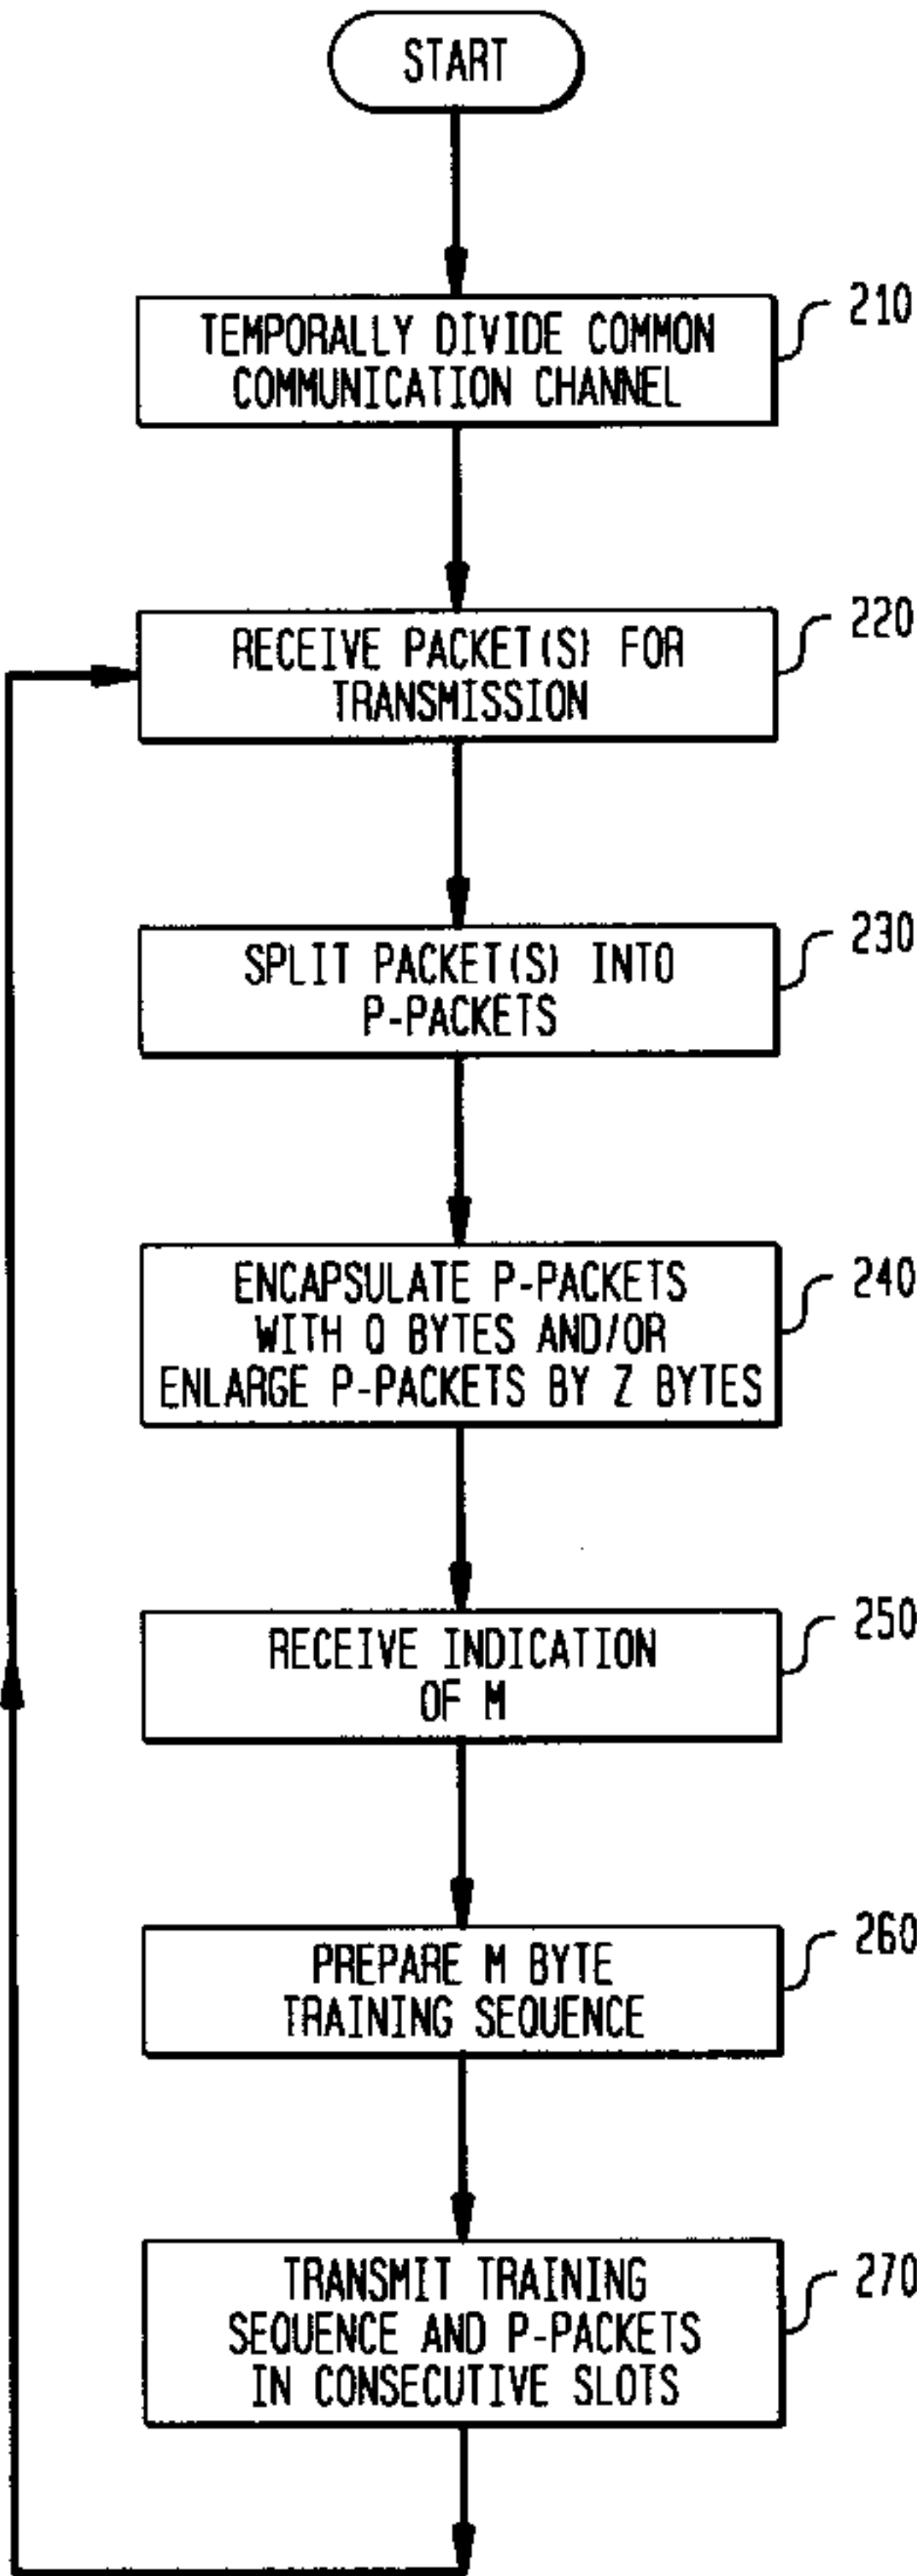 START
TEMPORALLY DIVIDE COMMON
COMMUNICATION CHANNEL
210
RECEIVE PACKET(S) FOR
TRANSMISSION
220
SPLIT PACKET(S) INTO
P-PACKETS
230
ENCAPSULATE P-PACKETS
WITH Q BYTES AND/OR
ENLARGE P-PACKETS BY Z BYTES
240
RECEIVE INDICATION
OF M
250
PREPARE M BYTE
TRAINING SEQUENCE
260
TRANSMIT TRAINING
SEQUENCE AND P-PACKETS
IN CONSECUTIVE SLOTS
270